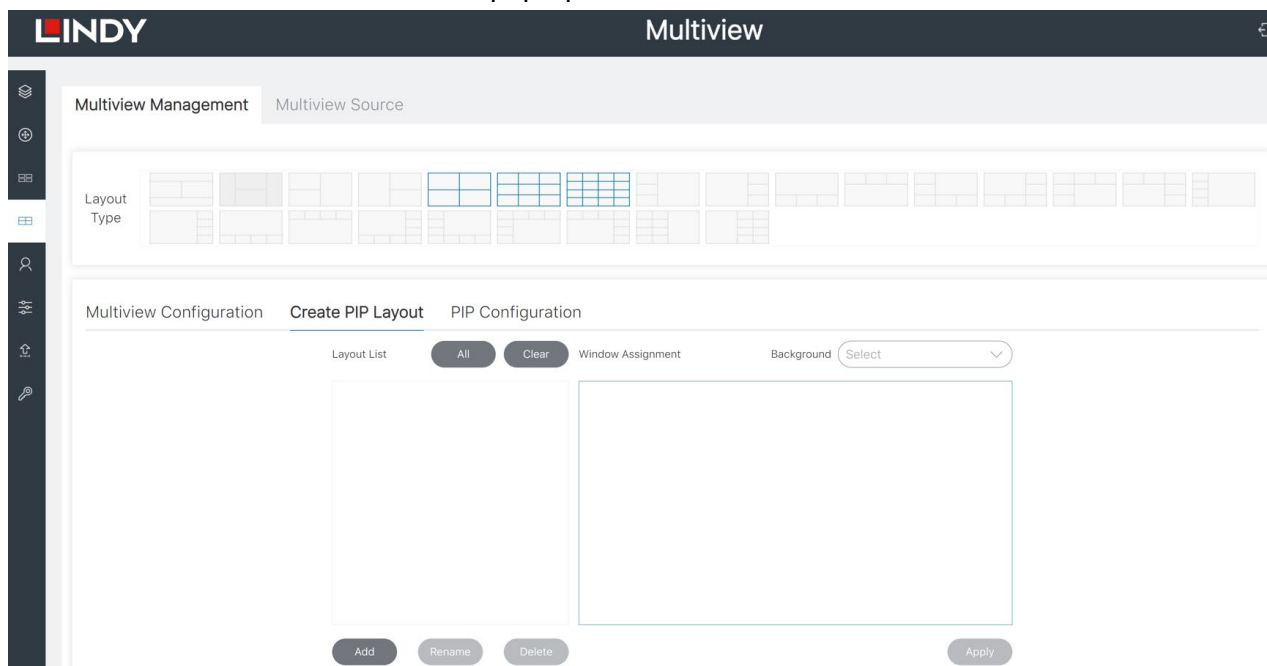 LINDY
Multiview
Multiview Management Multiview Source
Layout
Type
Multiview Configuration Create PIP Layout PIP Configuration
Layout List All Clear Window Assignment Background Select
Add Rename Delete Apply